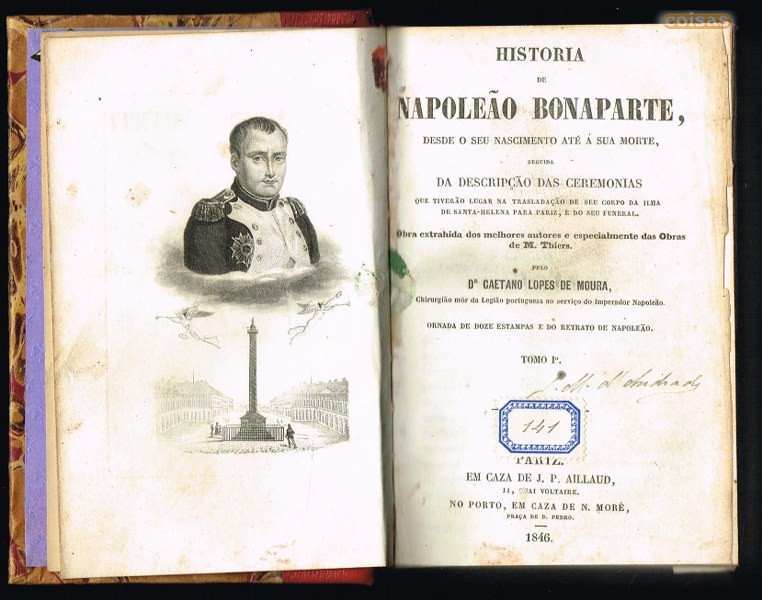 coisas
HISTORIA
DE
NAPOLEÃO BONAPARTE,
DESDE O SEU NASCIMENTO ATÉ Á SUA MORTE,
SEGUIDA
DA DESCRIPÇÃO DAS CEREMONIAS
QUE TIVERÃO LUGAR NA TRASLADAÇÃO DE SEU CORPO DA ILHA
DE SANTA-HELENA PARA PARIZ, E DO SEU FUNERAL.
Obra extrahida dos melhores autores e especialmente das Obras
de M. Thiers.
PELO
Dr CAETANO LOPES DE MOURA,
Chirurgião mór da Legião portugueza ao serviço do Imperador Napoleão.
ORNADA DE DOZE ESTAMPAS E DO RETRATO DE NAPOLEÃO.
TOMO Io.
J. M. d'Andrade
141
PARIZ.
EM CAZA DE J. P. AILLAUD,
11, QUAI VOLTAIRE.
NO PORTO, EM CAZA DE N. MORÉ,
PRAÇA DE D. PEDRO.
1846.